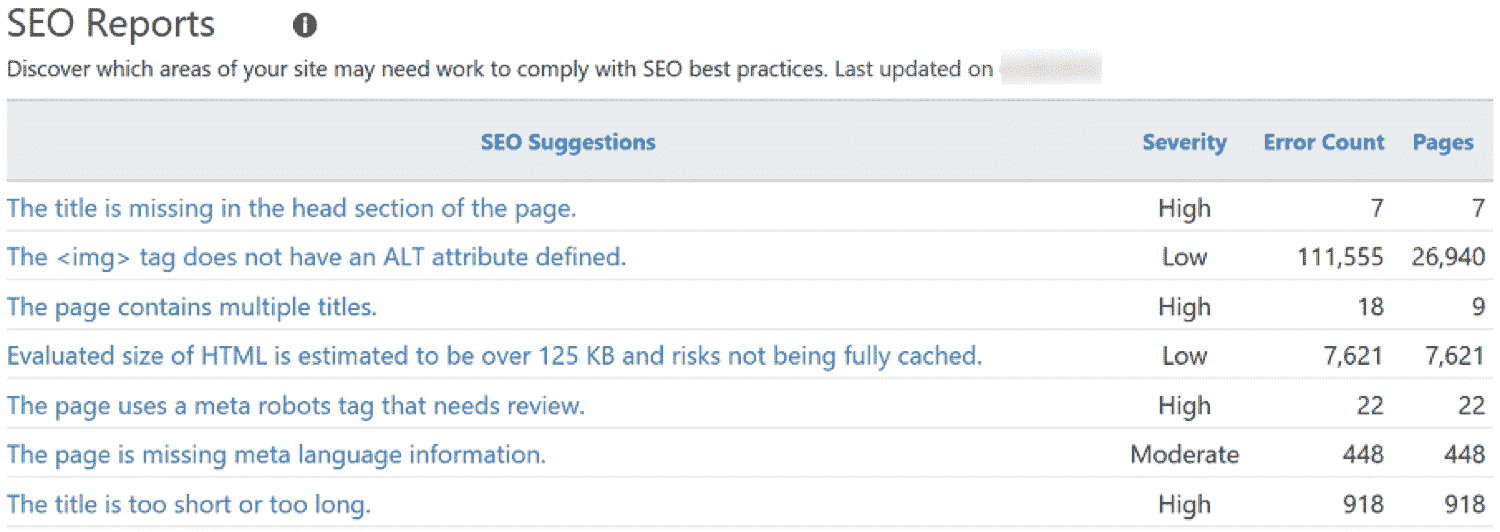 SEO Reports
Discover which areas of your site may need work to comply with SEO best practices. Last updated on
SEO Suggestions Severity Error Count Pages
The title is missing in the head section of the page. High 7 7
The <img> tag does not have an ALT attribute defined. Low 111,555 26,940
The page contains multiple titles. High 18 9
Evaluated size of HTML is estimated to be over 125 KB and risks not being fully cached. Low 7,621 7,621
The page uses a meta robots tag that needs review. High 22 22
The page is missing meta language information. Moderate 448 448
The title is too short or too long. High 918 918